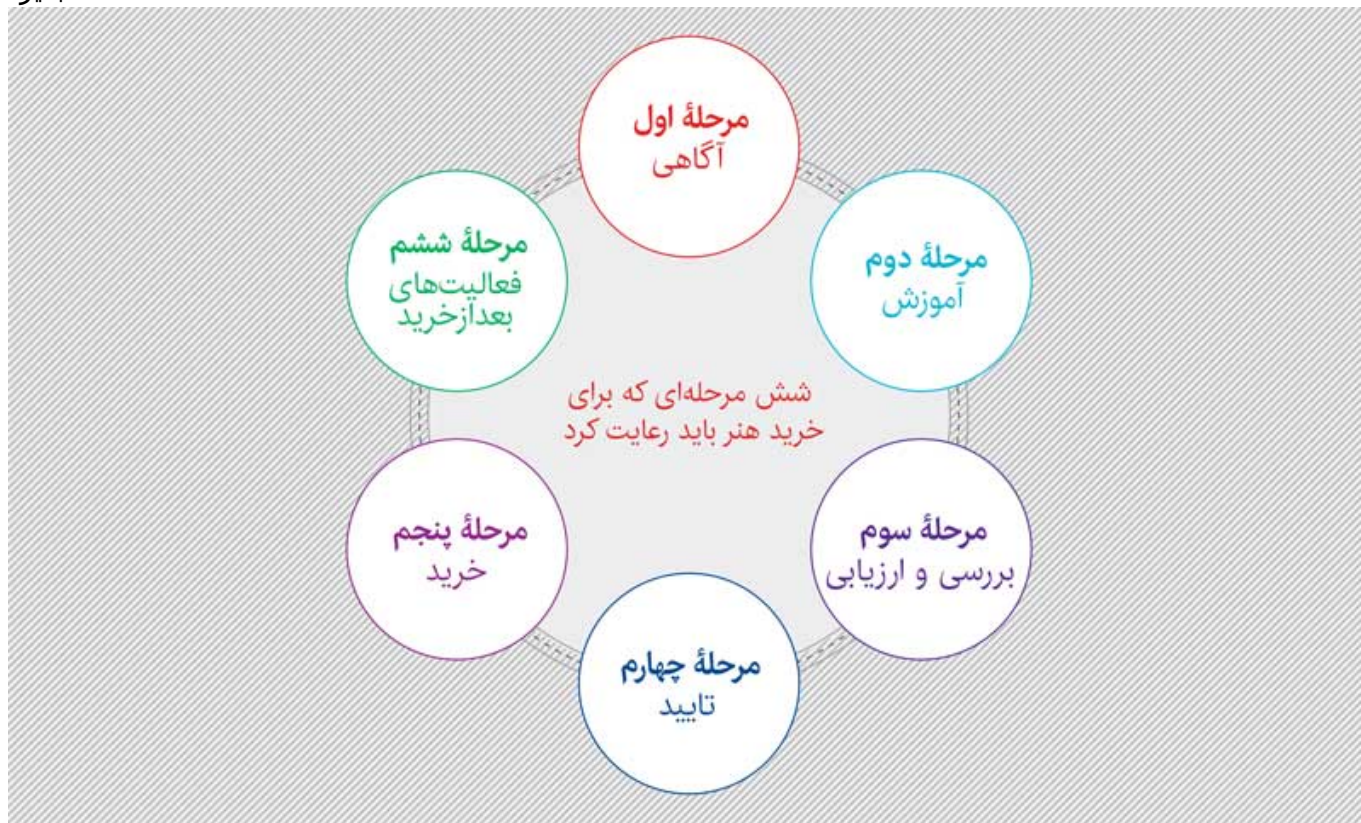 مرحلهٔ اول
آگاهی
مرحلهٔ دوم
آموزش
مرحلهٔ سوم
بررسی و ارزیابی
مرحلهٔ چهارم
تایید
مرحلهٔ پنجم
خرید
مرحلهٔ ششم
فعالیت‌های
بعدازخرید
شش مرحله‌ای که برای
خرید هنر باید رعایت کرد